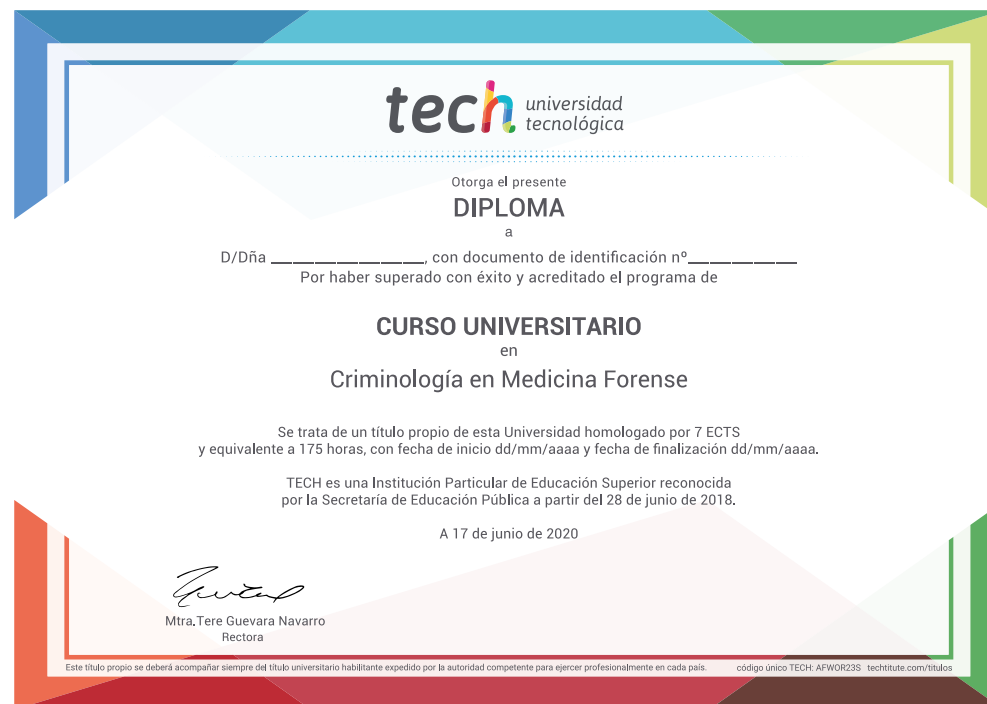 tech universidad
tecnológica
Otorga el presente
DIPLOMA
a
D/Dña ______________, con documento de identificación nº__________
Por haber superado con éxito y acreditado el programa de
CURSO UNIVERSITARIO
en
Criminología en Medicina Forense
Se trata de un título propio de esta Universidad homologado por 7 ECTS
y equivalente a 175 horas, con fecha de inicio dd/mm/aaaa y fecha de finalización dd/mm/aaaa.
TECH es una Institución Particular de Educación Superior reconocida
por la Secretaría de Educación Pública a partir del 28 de junio de 2018.
A 17 de junio de 2020
Mtra.Tere Guevara Navarro
Rectora
Este título propio se deberá acompañar siempre del título universitario habilitante expedido por la autoridad competente para ejercer profesionalmente en cada país. código único TECH: AFWOR23S techtitute.com/titulos